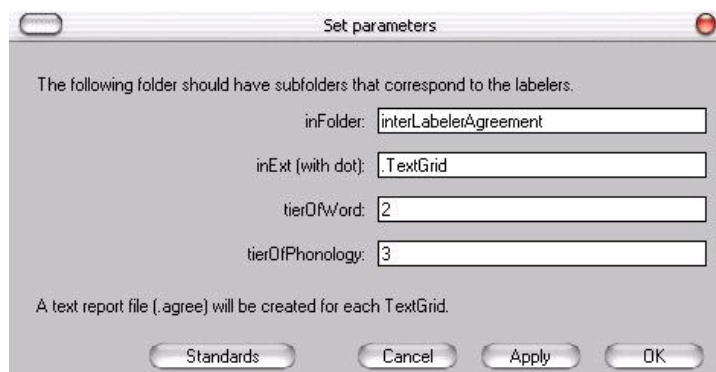 Set parameters
The following folder should have subfolders that correspond to the labelers.
inFolder: interLabelerAgreement
inExt (with dot): .TextGrid
tierOfWord: 2
tierOfPhonology: 3
A text report file (.agree) will be created for each TextGrid.
Standards Cancel Apply OK